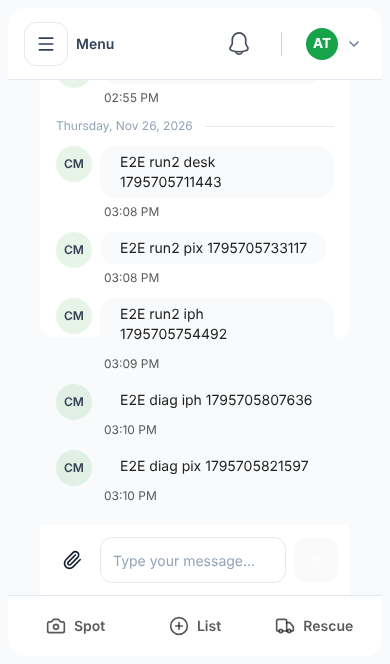 Menu
AT
02:55 PM
Thursday, Nov 26, 2026
CM
E2E run2 desk
1795705711443
03:08 PM
CM
E2E run2 pix 1795705733117
03:08 PM
CM
E2E run2 iph
1795705754492
03:09 PM
CM
E2E diag iph 1795705807636
03:10 PM
CM
E2E diag pix 1795705821597
03:10 PM
Type your message...
Spot
List
Rescue